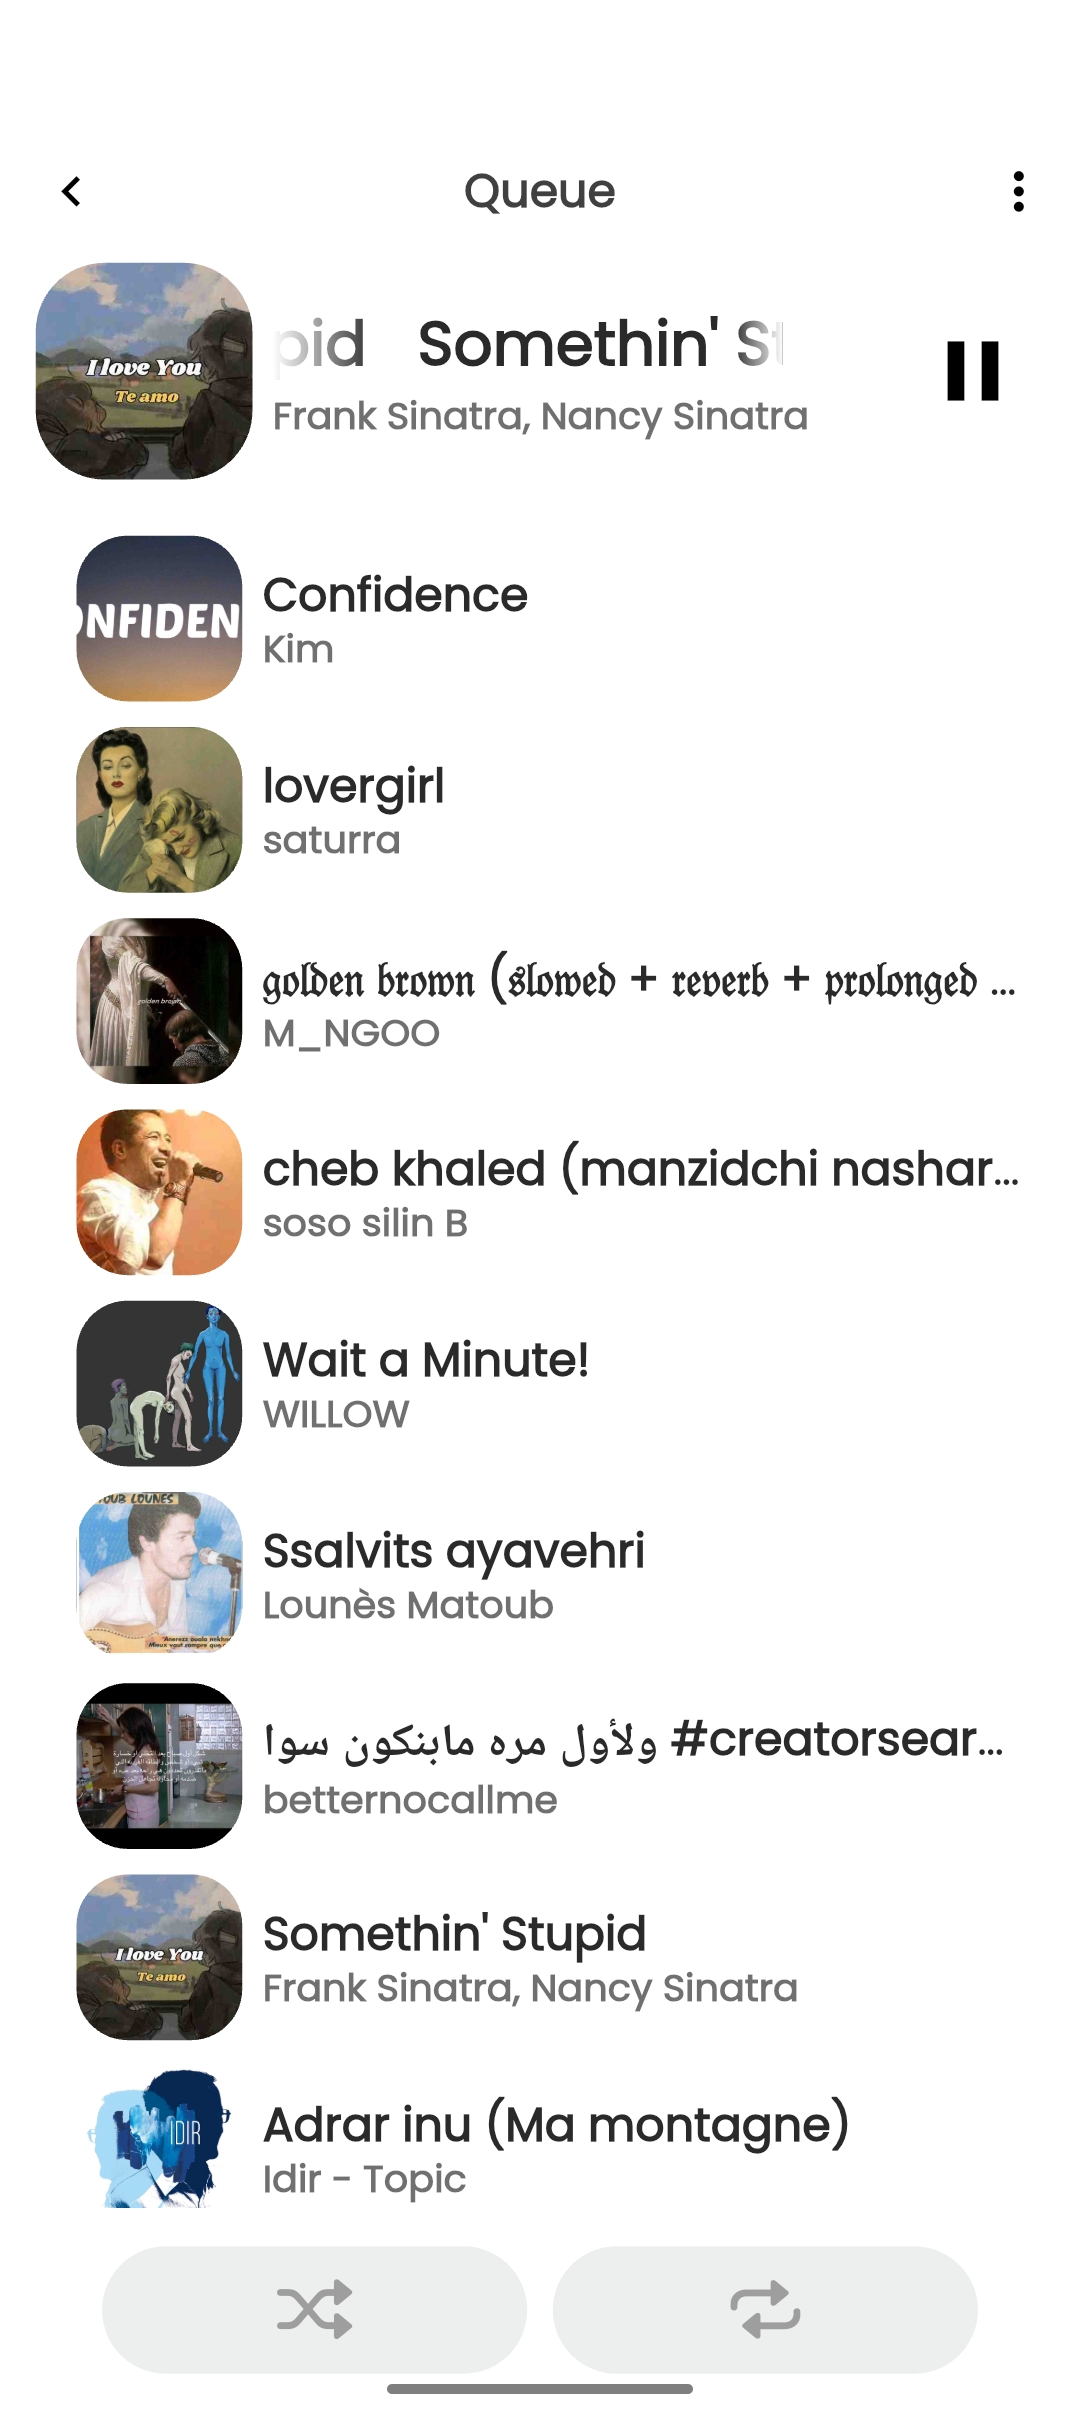 Queue
I love You
Te amo
pid Somethin' St
Frank Sinatra, Nancy Sinatra
ONFIDEN
Confidence
Kim
lovergirl
saturra
golden brown
𝔤𝔬𝔩𝔡𝔢𝔫 𝔟𝔯𝔬𝔴𝔫 (𝔰𝔩𝔬𝔴𝔢𝔡 + 𝔯𝔢𝔳𝔢𝔯𝔟 + 𝔭𝔯𝔬𝔩𝔬𝔫𝔤𝔢𝔡 ...
M_NGOO
cheb khaled (manzidchi nashar...
soso silin B
Wait a Minute!
WILLOW
OUB LOUNES
Ssalvits ayavehri
Lounès Matoub
ولأول مره مابنكون سوا #creatorsear...
betternocallme
I love You
Te amo
Somethin' Stupid
Frank Sinatra, Nancy Sinatra
IDIR
Adrar inu (Ma montagne)
Idir - Topic